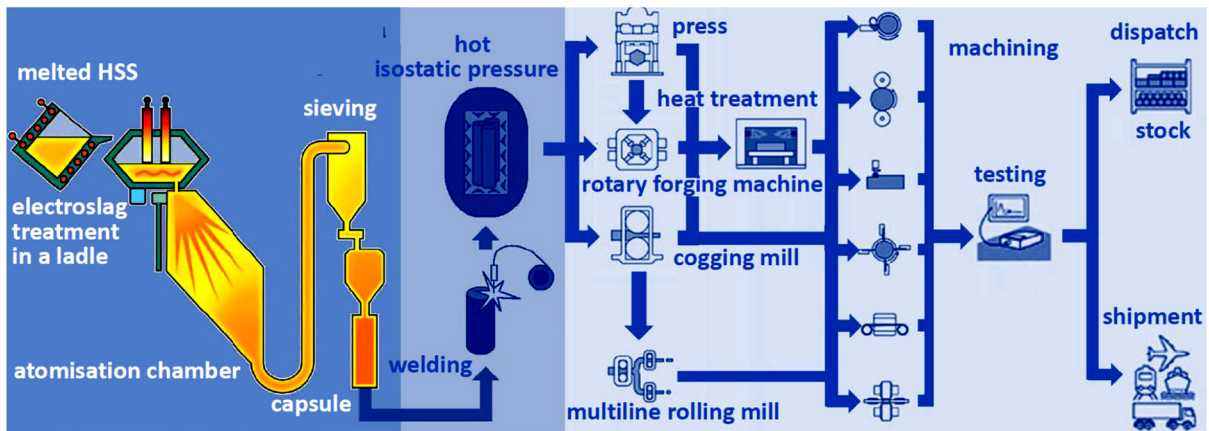 melted HSS
electroslag
treatment
in a ladle
atomisation chamber
sieving
capsule
welding
hot
isostatic pressure
press
heat treatment
rotary forging machine
cogging mill
multiline rolling mill
machining
testing
dispatch
stock
shipment